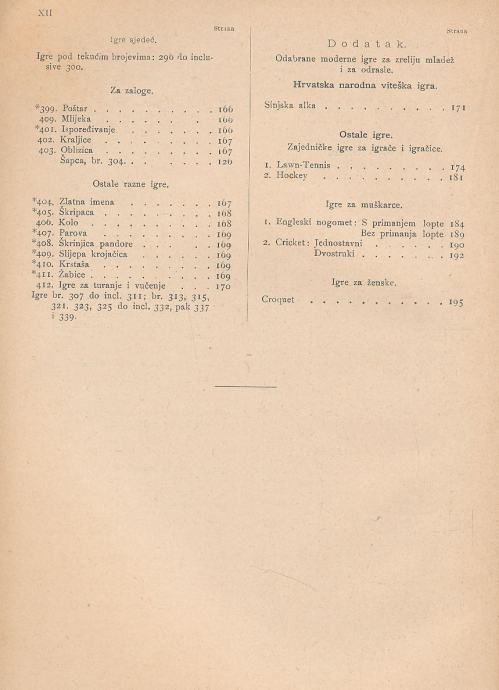 XII
Strana
Igre sjedeć.
Igre pod tekućim brojevima: 296 do inclu-
sive 300.
Za zaloge.
*399. Poštar . . . . . . . . . 166
409. Mlijeka . . . . . . . 166
*401. Ispoređivanje . . . . . . . 166
402. Kraljice . . . . . . . . 167
403. Oblizica . . . . . . . . 167
Šapca, br. 304. . . . . . . 126
Ostale razne igre.
*404. Zlatna imena . . . . . . . 167
*405. Škripaca . . . . . . . . 168
406. Kolo . . . . . . . . . 168
*407. Parova . . . . . . . . 169
*408. Škrinjica pandore . . . . . 169
*409. Slijepa krojačica . . . . . 169
*410. Krstaša . . . . . . . . 169
*411. Žabice . . . . . . . . . 169
412. Igre za turanje i vučenje . . . 170
Igre br. 307 do incl. 311; br. 313, 315,
321. 323, 325 do incl. 332, pak 337
i 339.
Strana
Dodatak.
Odabrane moderne igre za zreliju mladež
i za odrasle.
Hrvatska narodna viteška igra.
Sinjska alka . . . . . . . . . . 171
Ostale igre.
Zajedničke igre za igrače i igračice.
1. Lawn-Tennis . . . . . . . . 174
2. Hockey . . . . . . . . . 181
Igre za muškarce.
1. Engleski nogomet: S primanjem lopte 184
Bez primanja lopte 189
2. Cricket: Jednostavni . . . . . . 190
Dvostruki . . . . . . . 192
Igre za ženske.
Croquet . . . . . . . . . . 195